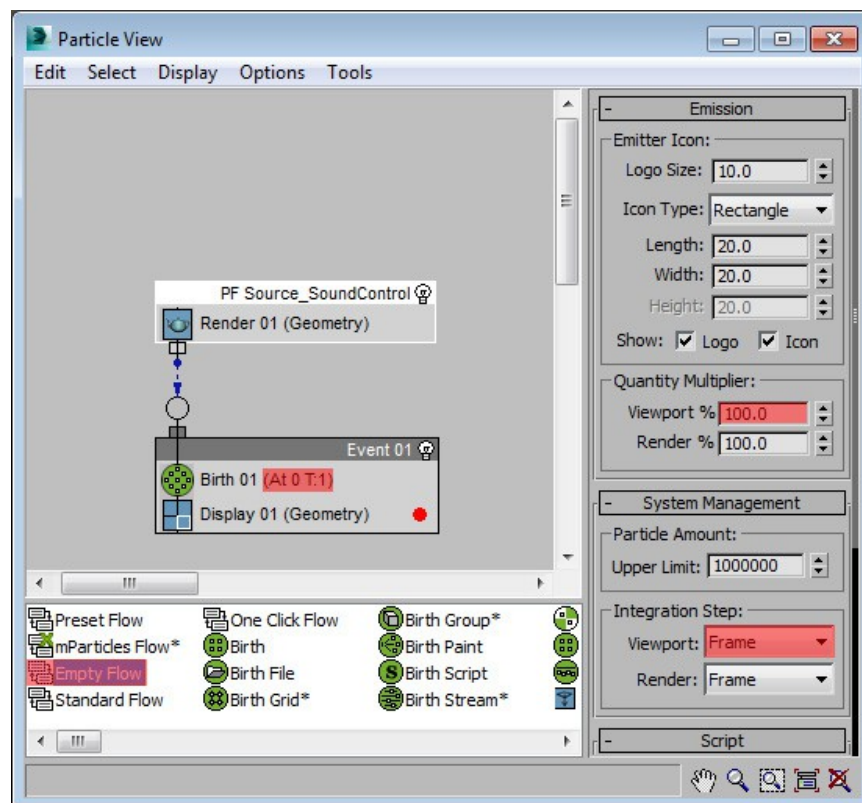 Particle View
Edit Select Display Options Tools
PF Source_SoundControl
Render 01 (Geometry)
Event 01
Birth 01 (At 0 T:1)
Display 01 (Geometry)
Preset Flow One Click Flow Birth Group*
mParticles Flow* Birth Birth Paint
Empty Flow Birth File Birth Script
Standard Flow Birth Grid* Birth Stream*
- Emission
Emitter Icon:
Logo Size: 10.0
Icon Type: Rectangle
Length: 20.0
Width: 20.0
Height: 20.0
Show: Logo Icon
Quantity Multiplier:
Viewport % 100.0
Render % 100.0
- System Management
Particle Amount:
Upper Limit: 1000000
Integration Step:
Viewport: Frame
Render: Frame
- Script